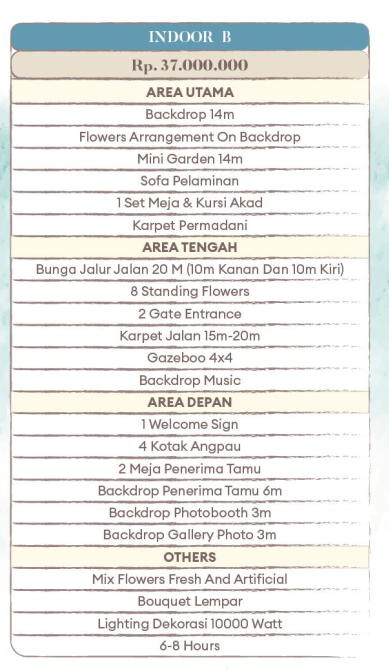 INDOOR B
Rp. 37.000.000
AREA UTAMA
Backdrop 14m
Flowers Arrangement On Backdrop
Mini Garden 14m
Sofa Pelaminan
1 Set Meja & Kursi Akad
Karpet Permadani
AREA TENGAH
Bunga Jalur Jalan 20 M (10m Kanan Dan 10m Kiri)
8 Standing Flowers
2 Gate Entrance
Karpet Jalan 15m-20m
Gazeboo 4x4
Backdrop Music
AREA DEPAN
1 Welcome Sign
4 Kotak Angpau
2 Meja Penerima Tamu
Backdrop Penerima Tamu 6m
Backdrop Photobooth 3m
Backdrop Gallery Photo 3m
OTHERS
Mix Flowers Fresh And Artificial
Bouquet Lempar
Lighting Dekorasi 10000 Watt
6-8 Hours